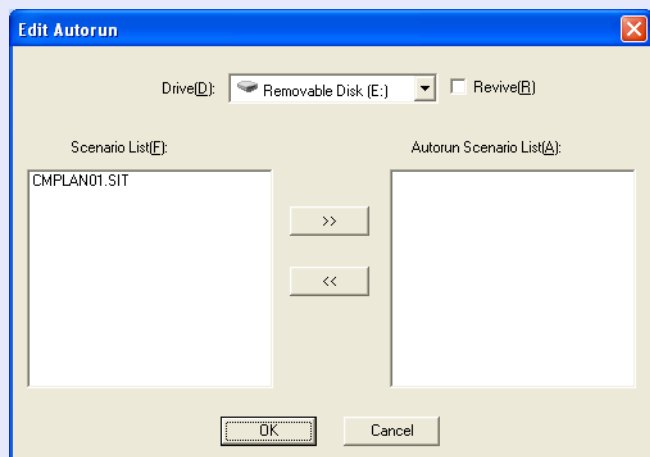 Edit Autorun
Drive(D): Removable Disk (E:) Revive(R)
Scenario List(F): Autorun Scenario List(A):
CMPLAN01.SIT
>>
<<
OK Cancel